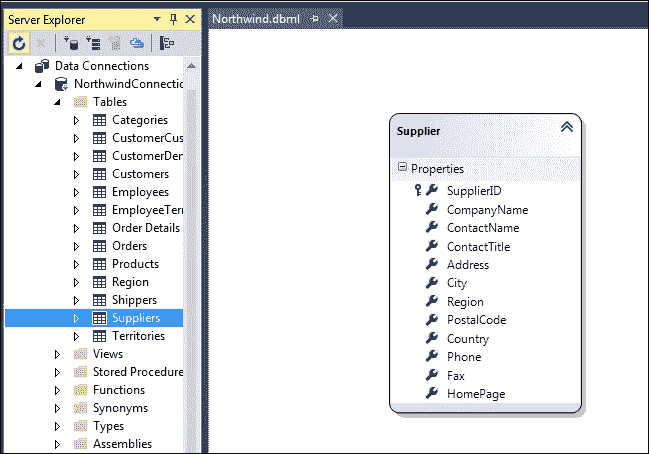 Server Explorer
Data Connections
NorthwindConnectio
Tables
Categories
CustomerCus
CustomerDer
Customers
Employees
EmployeeTerr
Order Details
Orders
Products
Region
Shippers
Suppliers
Territories
Views
Stored Procedure
Functions
Synonyms
Types
Assemblies
Northwind.dbml
Supplier
Properties
SupplierID
CompanyName
ContactName
ContactTitle
Address
City
Region
PostalCode
Country
Phone
Fax
HomePage